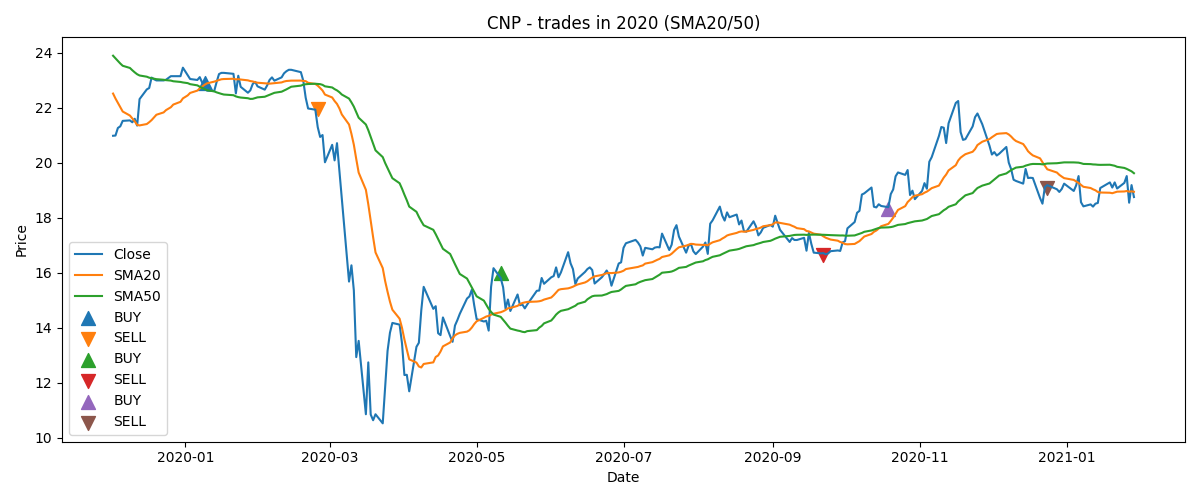 CNP - trades in 2020 (SMA20/50)
Price
24
22
20
18
16
14
12
10
Close
SMA20
SMA50
BUY
SELL
BUY
SELL
BUY
SELL
2020-01 2020-03 2020-05 2020-07 2020-09 2020-11 2021-01
Date